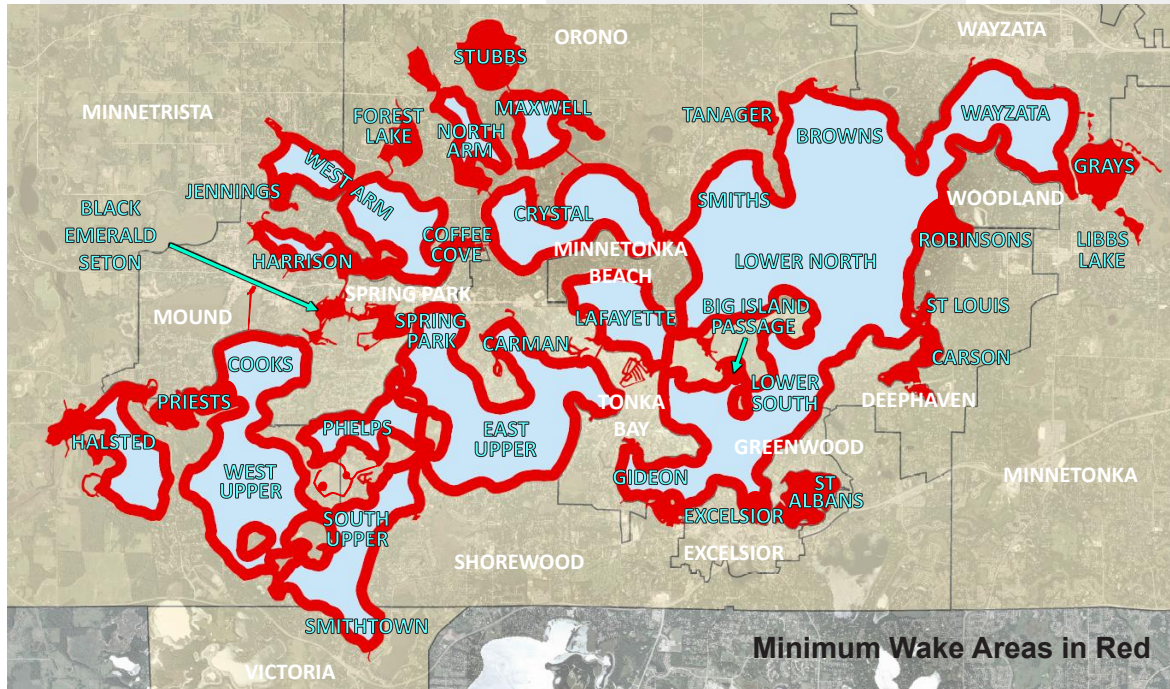 ORONO
WAYZATA
STUBBS
MINNETRISTA
FOREST
LAKE
NORTH
ARM
MAXWELL
TANAGER
BROWNS
WAYZATA
GRAYS
WEST ARM
JENNINGS
BLACK
EMERALD
SETON
HARRISON
COFFEE
COVE
CRYSTAL
SMITHS
WOODLAND
ROBINSONS
LIBBS
LAKE
MINNETONKA
BEACH
LOWER NORTH
SPRING PARK
MOUND
SPRING
PARK
CARMAN
LAFAYETTE
BIG ISLAND
PASSAGE
ST LOUIS
CARSON
COOKS
PRIESTS
HALSTED
PHELPS
EAST
UPPER
TONKA
BAY
LOWER
SOUTH
DEEPHAVEN
GREENWOOD
WEST
UPPER
GIDEON
ST
ALBANS
MINNETONKA
SOUTH
UPPER
EXCELSIOR
SHOREWOOD
EXCELSIOR
SMITHTOWN
VICTORIA
Minimum Wake Areas in Red